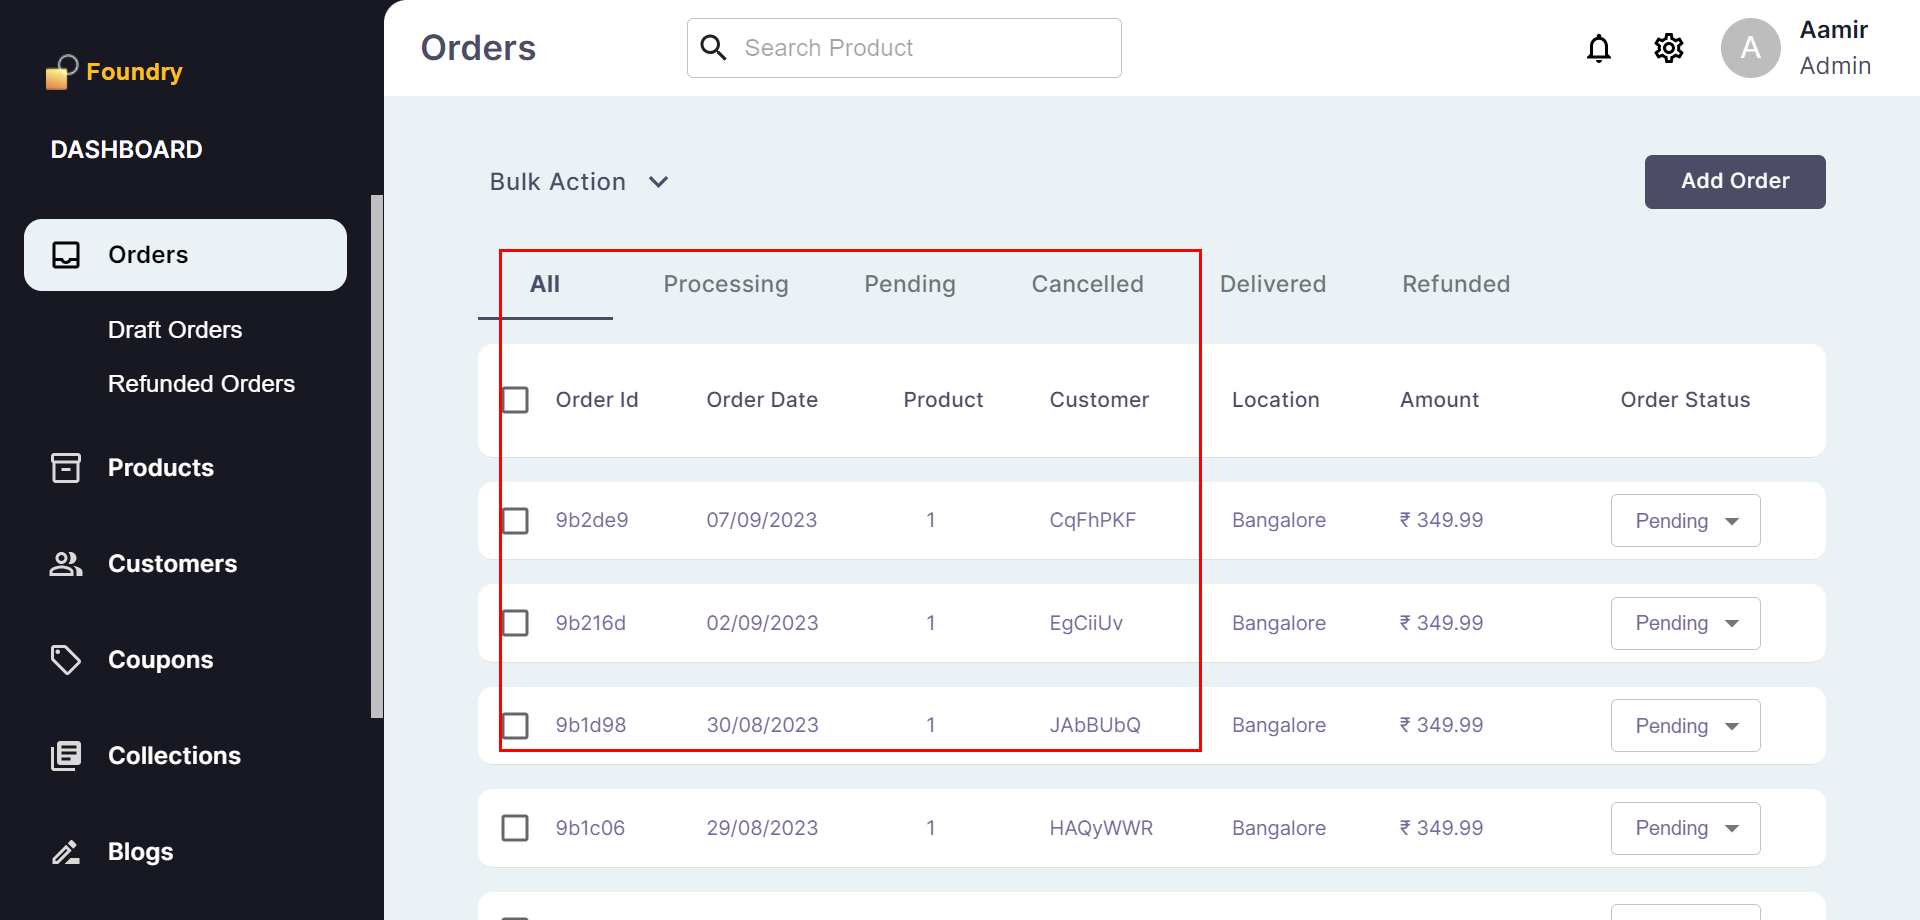 Foundry
DASHBOARD
Orders
Draft Orders
Refunded Orders
Products
Customers
Coupons
Collections
Blogs
Orders
Search Product
A
Aamir
Admin
Bulk Action
Add Order
All Processing Pending Cancelled Delivered Refunded
Order Id Order Date Product Customer Location Amount Order Status
9b2de9 07/09/2023 1 CqFhPKF Bangalore ₹ 349.99 Pending
9b216d 02/09/2023 1 EgCiiUv Bangalore ₹ 349.99 Pending
9b1d98 30/08/2023 1 JAbBUbQ Bangalore ₹ 349.99 Pending
9b1c06 29/08/2023 1 HAQyWWR Bangalore ₹ 349.99 Pending